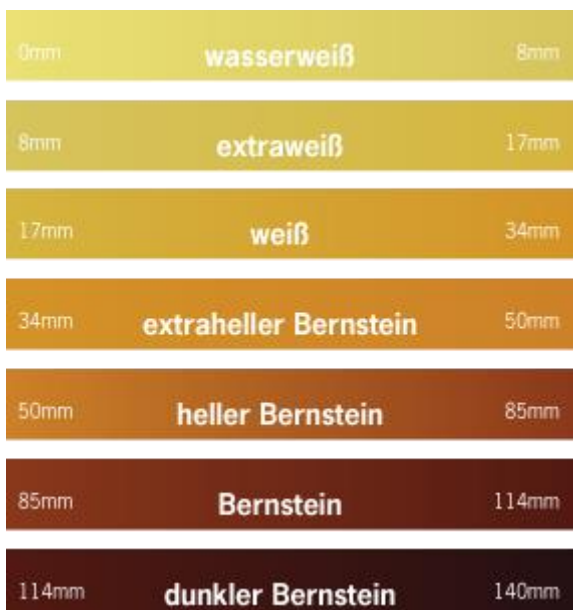 0mm wasserweiß 8mm
8mm extraweiß 17mm
17mm weiß 34mm
34mm extraheller Bernstein 50mm
50mm heller Bernstein 85mm
85mm Bernstein 114mm
114mm dunkler Bernstein 140mm